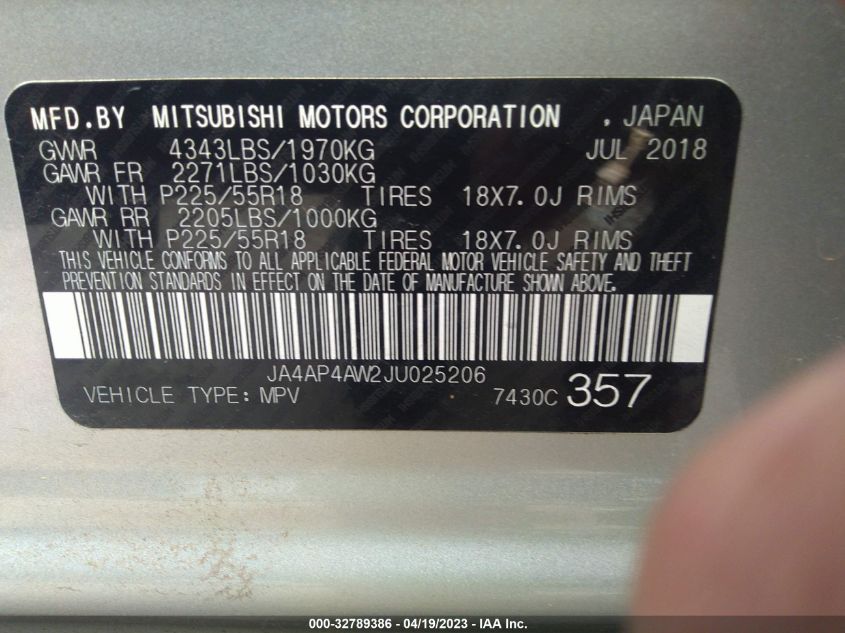 MFD.BY MITSUBISHI MOTORS CORPORATION , JAPAN
GVWR 4343LBS/1970KG JUL 2018
GAWR FR 2271LBS/1030KG
WITH P225/55R18 TIRES 18X7.0J RIMS
GAWR RR 2205LBS/1000KG
WITH P225/55R18 TIRES 18X7.0J RIMS
THIS VEHICLE CONFORMS TO ALL APPLICABLE FEDERAL MOTOR VEHICLE SAFETY AND THEFT
PREVENTION STANDARDS IN EFFECT ON THE DATE OF MANUFACTURE SHOWN ABOVE.
JA4AP4AW2JU025206
VEHICLE TYPE: MPV 7430C 357
000-32789386 - 04/19/2023 - IAA Inc.